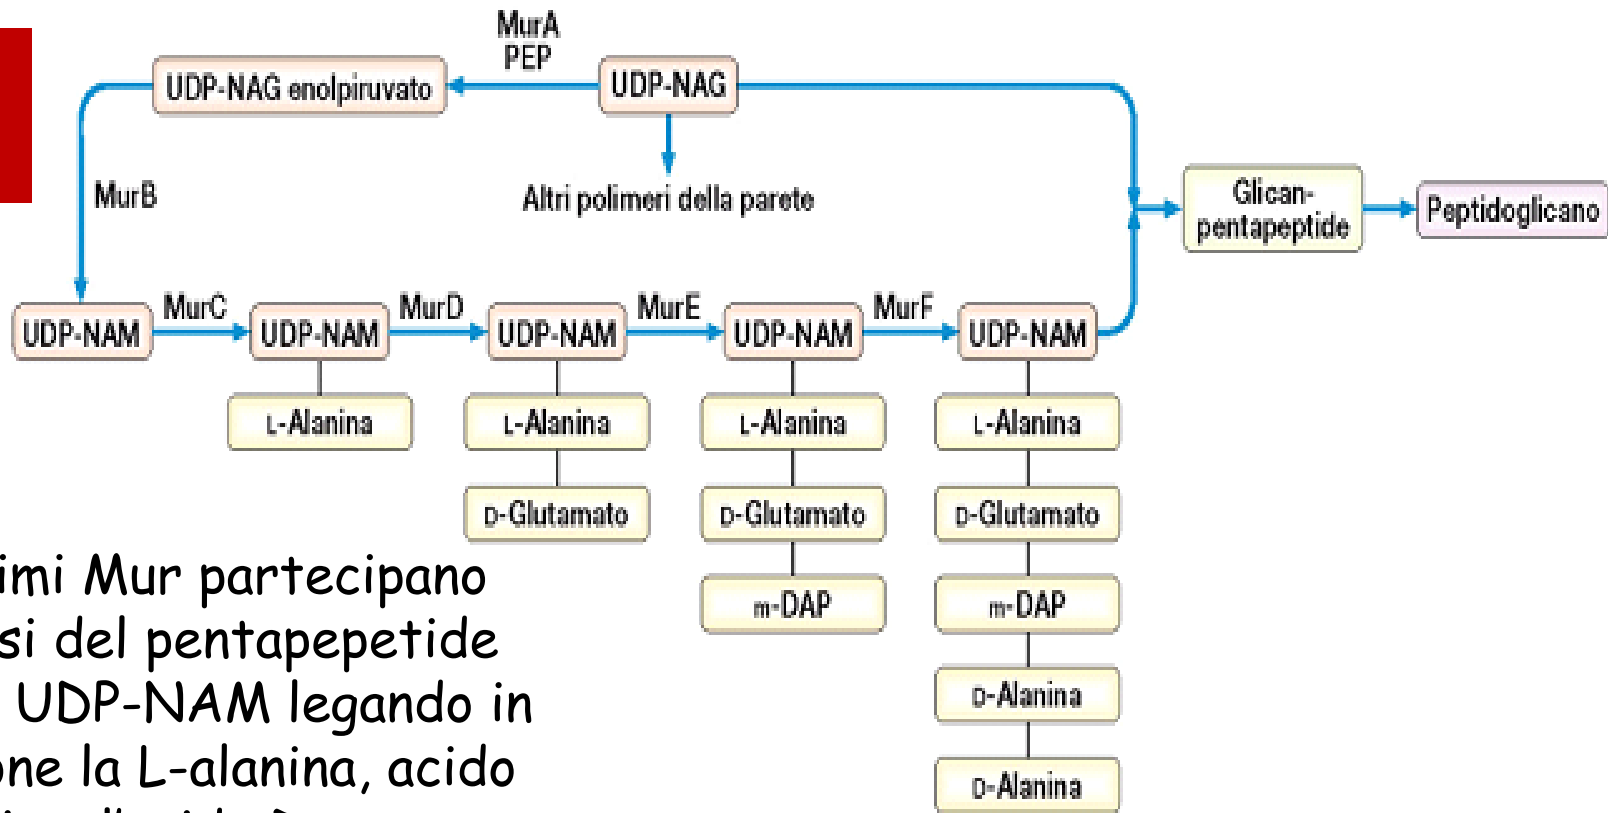 MurA
PEP
UDP-NAG enolpiruvato
UDP-NAG
MurB
Altri polimeri della parete
Glican-
pentapeptide
Peptidoglicano
UDP-NAM
MurC
UDP-NAM
MurD
UDP-NAM
MurE
UDP-NAM
MurF
UDP-NAM
L-Alanina
L-Alanina
L-Alanina
L-Alanina
D-Glutamato
D-Glutamato
D-Glutamato
m-DAP
m-DAP
D-Alanina
D-Alanina
imi Mur partecipano
si del pentapepetide
UDP-NAM legando in
one la L-alanina, acido